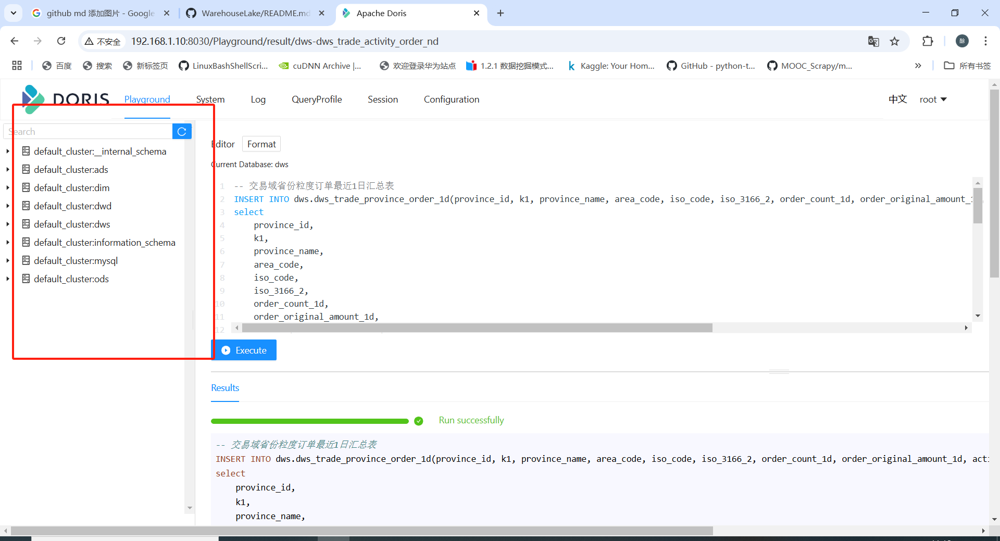 github md 添加图片 - Google
WarehouseLake/README.md
Apache Doris
不安全
192.168.1.10:8030/Playground/result/dws-dws_trade_activity_order_nd
百度
搜索
新标签页
LinuxBashShellScri...
cuDNN Archive |...
欢迎登录华为站点
1.2.1 数据挖掘模式...
Kaggle: Your Hom...
GitHub - python-t...
MOOC_Scrapy/m...
所有书签
DORIS
Playground
System
Log
QueryProfile
Session
Configuration
中文
root
Search
default_cluster:__internal_schema
default_cluster:ads
default_cluster:dim
default_cluster:dwd
default_cluster:dws
default_cluster:information_schema
default_cluster:mysql
default_cluster:ods
Editor
Format
Current Database: dws
1 -- 交易域省份粒度订单最近1日汇总表
2 INSERT INTO dws.dws_trade_province_order_1d(province_id, k1, province_name, area_code, iso_code, iso_3166_2, order_count_1d, order_original_amount_1
3 select
4 province_id,
5 k1,
6 province_name,
7 area_code,
8 iso_code,
9 iso_3166_2,
10 order_count_1d,
11 order_original_amount_1d,
12
Execute
Results
Run successfully
-- 交易域省份粒度订单最近1日汇总表
INSERT INTO dws.dws_trade_province_order_1d(province_id, k1, province_name, area_code, iso_code, iso_3166_2, order_count_1d, order_original_amount_1d, acti
select
province_id,
k1,
province_name,